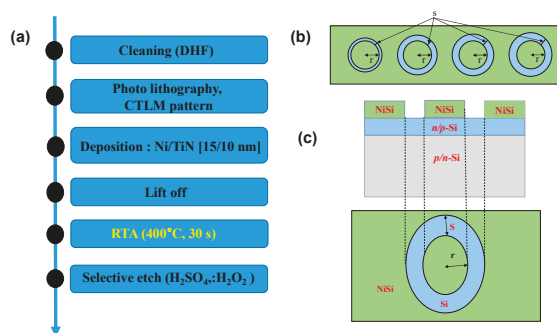 (a)
Cleaning (DHF)
Photo lithography,
CTLM pattern
Deposition : Ni/TiN [15/10 nm]
Lift off
RTA (400°C, 30 s)
Selective etch (H₂SO₄,:H₂O₂ )
(b)
S
r r r r
(c)
NiSi NiSi NiSi
n/p-Si
p/n-Si
S
r
NiSi
Si